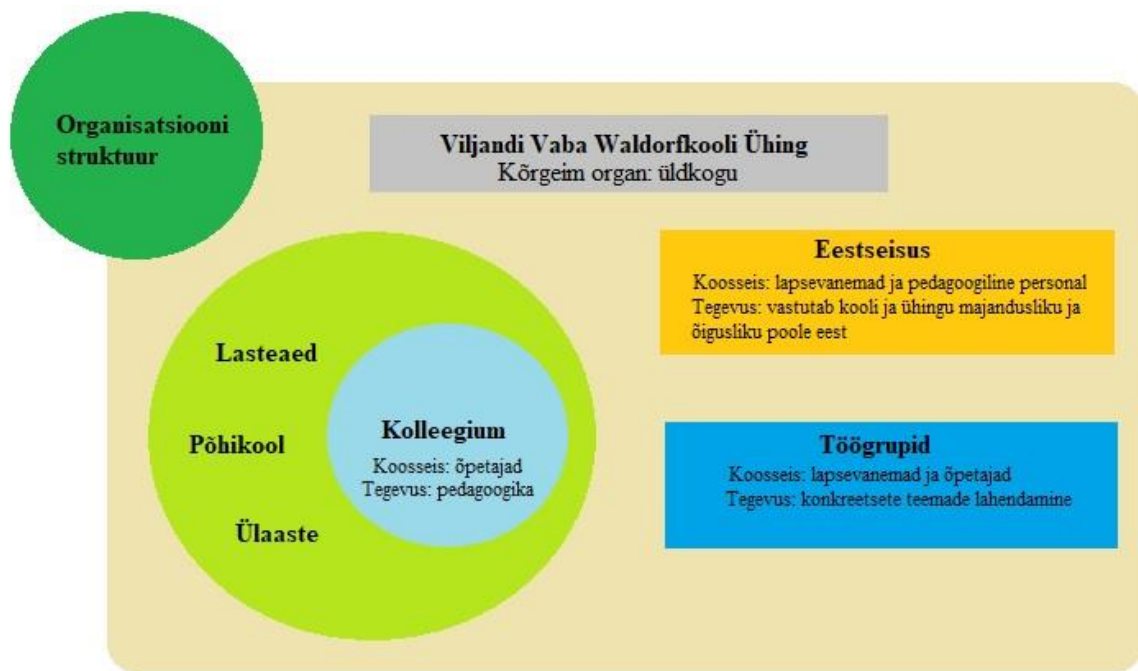 Organisatsiooni
struktuur
Viljandi Vaba Waldorfkooli Ühing
Kõrgeim organ: üldkogu
Eestseisus
Koosseis: lapsevanemad ja pedagoogiline personal
Tegevus: vastutab kooli ja ühingu majandusliku ja
õigusliku poole eest
Lasteaed
Põhikool
Ülaaste
Kolleegium
Koosseis: õpetajad
Tegevus: pedagoogika
Töögrupid
Koosseis: lapsevanemad ja õpetajad
Tegevus: konkreetsete teemade lahendamine